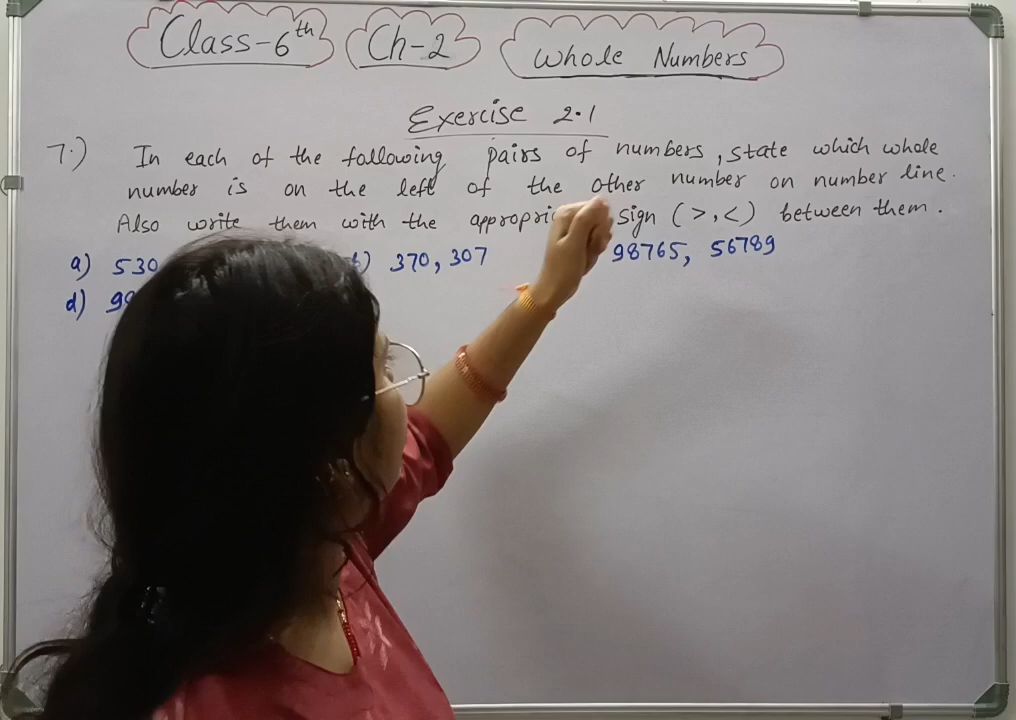 Class-6th Ch-2 Whole Numbers
Exercise 2.1
7.) In each of the following pairs of numbers, state which whole
number is on the left of the other number on number line.
Also write them with the sign (>,<) between them.
a) 530 370, 307 98765, 56789
d)